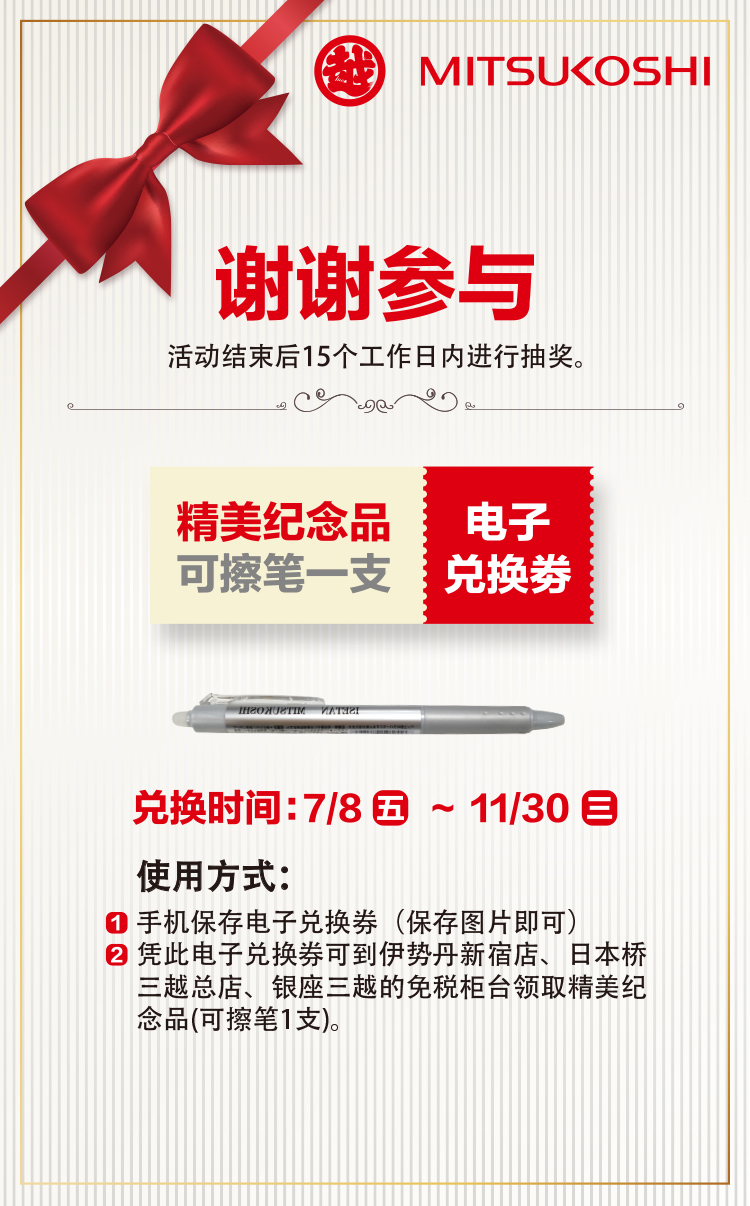 越 MITSUKOSHI
谢谢参与
活动结束后15个工作日内进行抽奖。
精美纪念品
可擦笔一支
电子
兑换券
ISETAN MITSUKOSHI
兑换时间：7/8 五 ~ 11/30 三
使用方式：
1 手机保存电子兑换券（保存图片即可）
2 凭此电子兑换券可到伊势丹新宿店、日本桥
三越总店、银座三越的免税柜台领取精美纪
念品(可擦笔1支)。